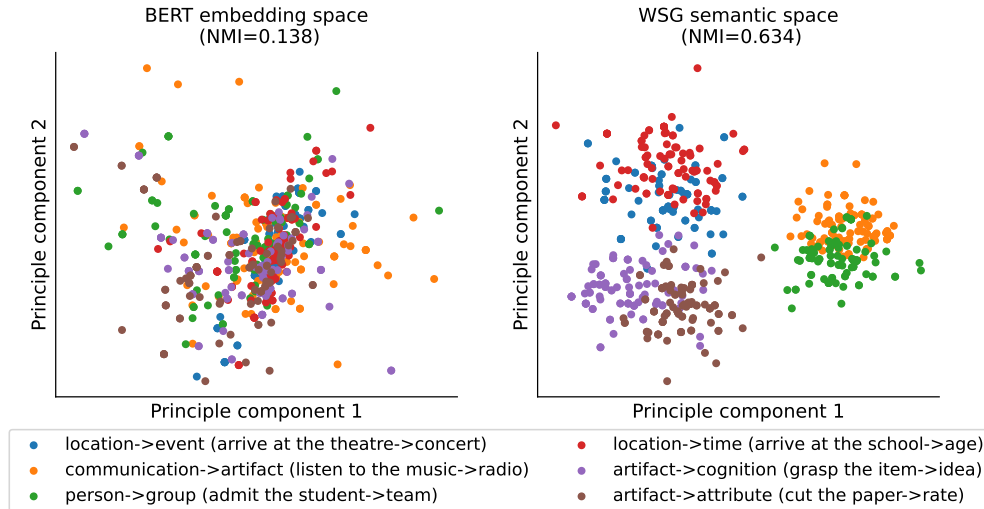 BERT embedding space
(NMI=0.138)
WSG semantic space
(NMI=0.634)
Principle component 2
Principle component 1
Principle component 2
Principle component 1
location->event (arrive at the theatre->concert)
communication->artifact (listen to the music->radio)
person->group (admit the student->team)
location->time (arrive at the school->age)
artifact->cognition (grasp the item->idea)
artifact->attribute (cut the paper->rate)